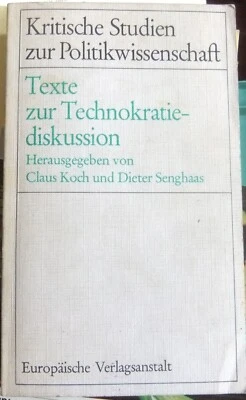 Kritische Studien
zur Politikwissenschaft
Texte
zur Technokratie-
diskussion
Herausgegeben von
Claus Koch und Dieter Senghaas
Europäische Verlagsanstalt